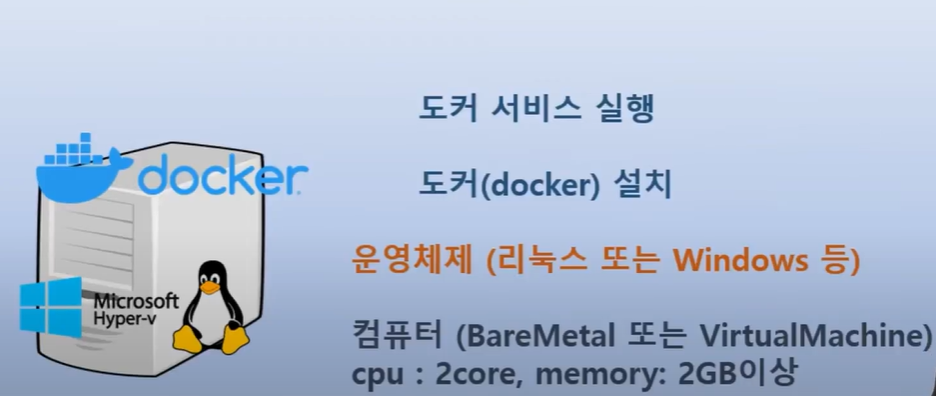 도커 서비스 실행
docker
도커(docker) 설치
운영체제 (리눅스 또는 Windows 등)
Microsoft
Hyper-v
컴퓨터 (BareMetal 또는 VirtualMachine)
cpu : 2core, memory: 2GB이상